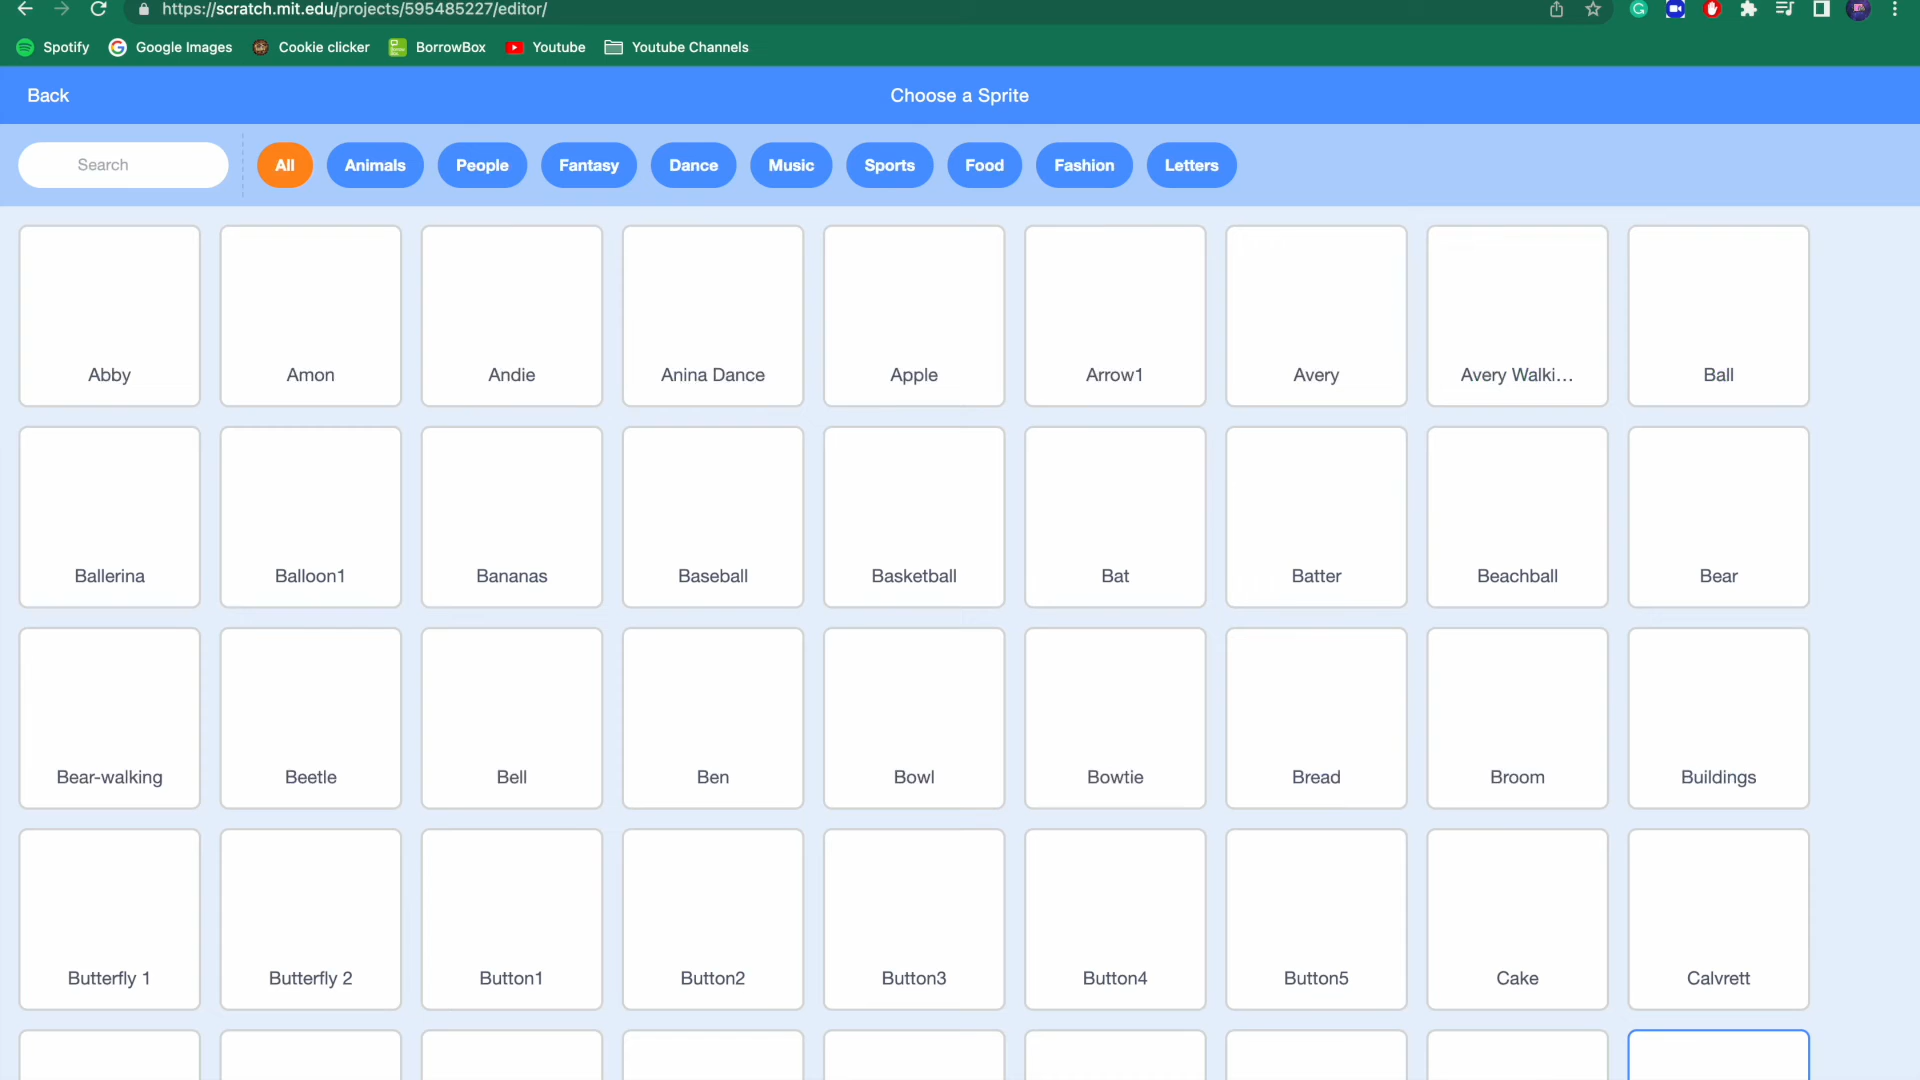 https://scratch.mit.edu/projects/595485227/editor/
Spotify Google Images Cookie clicker BorrowBox Youtube Youtube Channels
Back Choose a Sprite
Search All Animals People Fantasy Dance Music Sports Food Fashion Letters
Abby Amon Andie Anina Dance Apple Arrow1 Avery Avery Walki... Ball
Ballerina Balloon1 Bananas Baseball Basketball Bat Batter Beachball Bear
Bear-walking Beetle Bell Ben Bowl Bowtie Bread Broom Buildings
Butterfly 1 Butterfly 2 Button1 Button2 Button3 Button4 Button5 Cake Calvrett